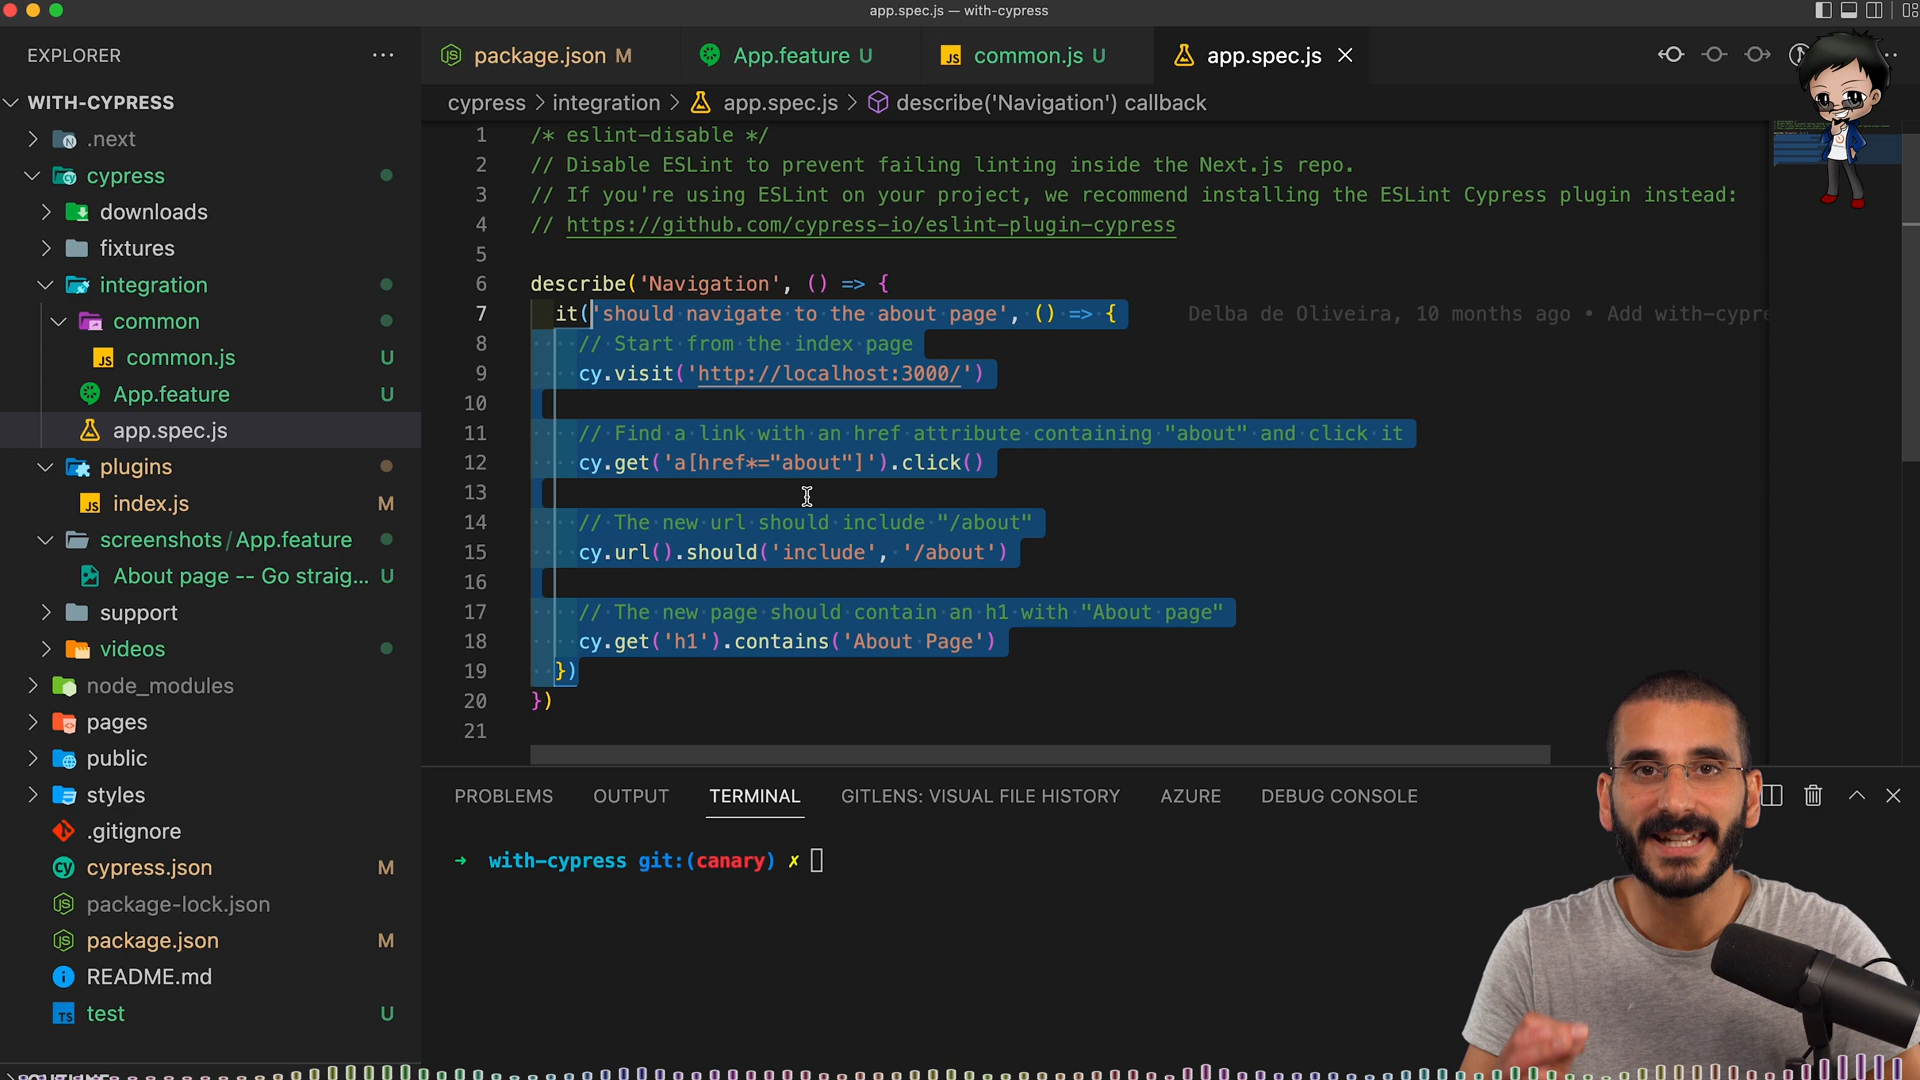 app.spec.js — with-cypress
EXPLORER
WITH-CYPRESS
.next
cypress
downloads
fixtures
integration
common
common.js U
App.feature U
app.spec.js
plugins
index.js M
screenshots/App.feature
About page -- Go straig... U
support
videos
node_modules
pages
public
styles
.gitignore
cypress.json M
package-lock.json
package.json M
README.md
test U
package.json M
App.feature U
common.js U
app.spec.js
cypress > integration > app.spec.js > describe('Navigation') callback
1 /* eslint-disable */
2 // Disable ESLint to prevent failing linting inside the Next.js repo.
3 // If you're using ESLint on your project, we recommend installing the ESLint Cypress plugin instead:
4 // https://github.com/cypress-io/eslint-plugin-cypress
5
6 describe('Navigation', () => {
7 it('should navigate to the about page', () => { Delba de Oliveira, 10 months ago • Add with-cypre
8 // Start from the index page
9 cy.visit('http://localhost:3000/')
10
11 // Find a link with an href attribute containing "about" and click it
12 cy.get('a[href*="about"]').click()
13
14 // The new url should include "/about"
15 cy.url().should('include', '/about')
16
17 // The new page should contain an h1 with "About page"
18 cy.get('h1').contains('About Page')
19 })
20 })
21
PROBLEMS OUTPUT TERMINAL GITLENS: VISUAL FILE HISTORY AZURE DEBUG CONSOLE
→ with-cypress git:(canary) ✗